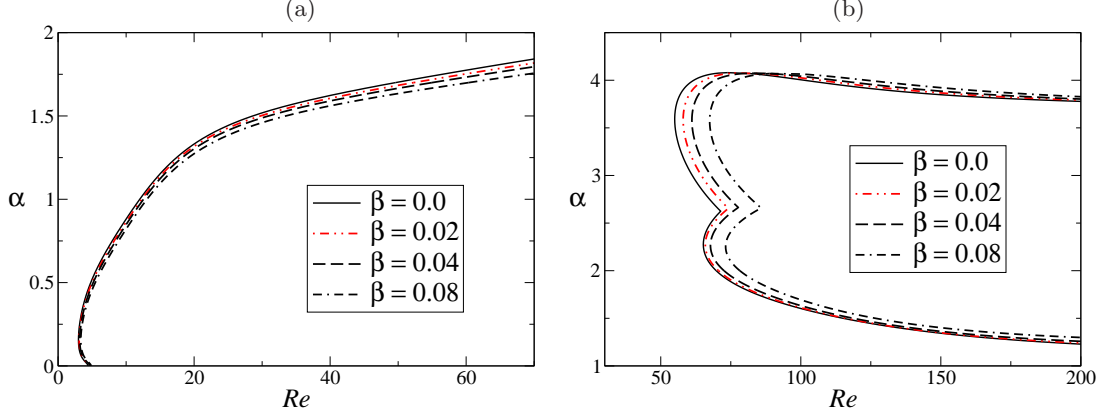 (a)
2
1.5
α
1
0.5
0
0 20 40 60
Re
β = 0.0
β = 0.02
β = 0.04
β = 0.08
(b)
4
3
α
2
1
50 100 150 200
Re
β = 0.0
β = 0.02
β = 0.04
β = 0.08